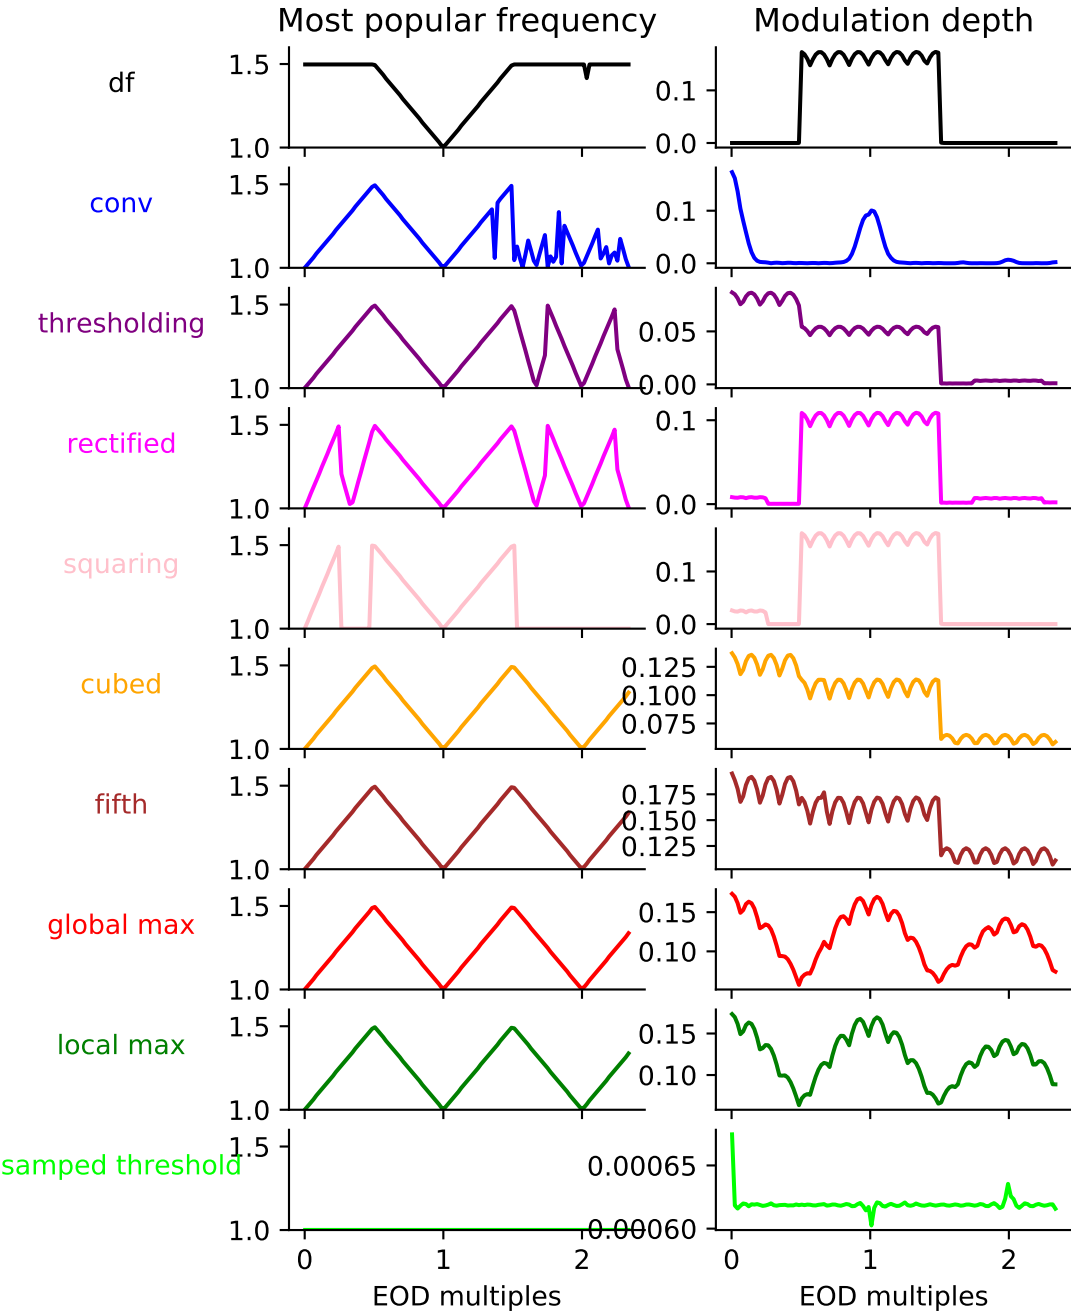 Most popular frequency Modulation depth
df 1.5 1.0 0.1 0.0
conv 1.5 1.0 0.1 0.0
thresholding 1.5 1.0 0.05 0.00
rectified 1.5 1.0 0.1 0.0
squaring 1.5 1.0 0.1 0.0
cubed 1.5 1.0 0.125 0.100 0.075
fifth 1.5 1.0 0.175 0.150 0.125
global max 1.5 1.0 0.15 0.10
local max 1.5 1.0 0.15 0.10
samped threshold 1.5 1.0 0.00065 0.00060
0 1 2 0 1 2
EOD multiples EOD multiples